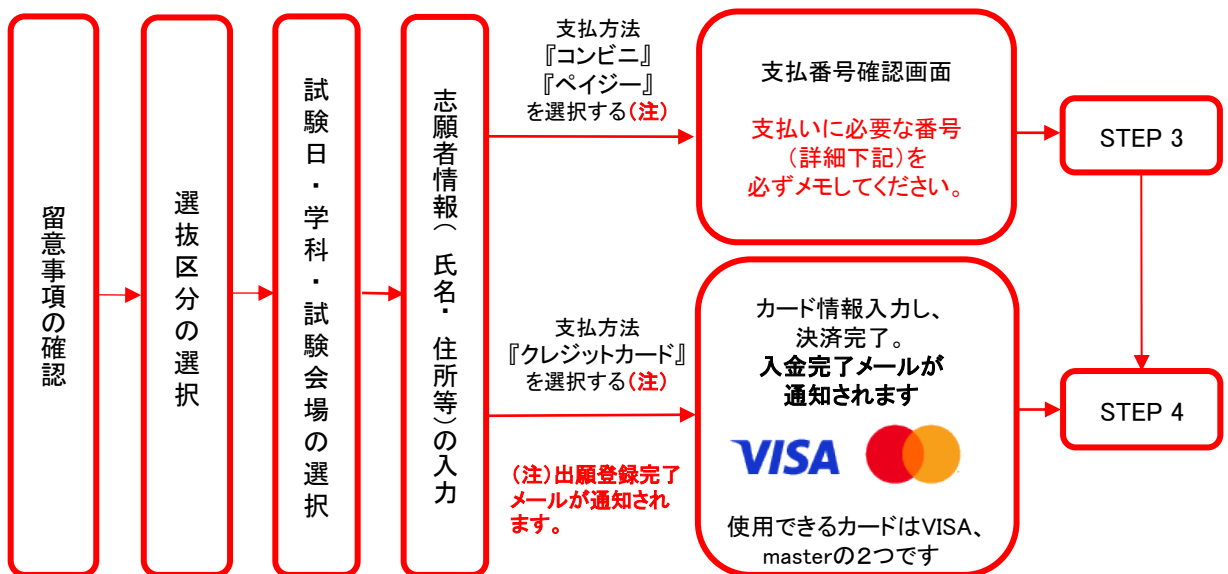 留意事項の確認
選抜区分の選択
試験日・学科・試験会場の選択
志願者情報（氏名・住所等）の入力
支払方法
『コンビニ』
『ペイジー』
を選択する(注)
支払番号確認画面
支払いに必要な番号
（詳細下記）を
必ずメモしてください。
STEP 3
支払方法
『クレジットカード』
を選択する(注)
(注)出願登録完了
メールが通知され
ます。
カード情報入力し、
決済完了。
入金完了メールが
通知されます
VISA
使用できるカードはVISA、
masterの２つです
STEP 4